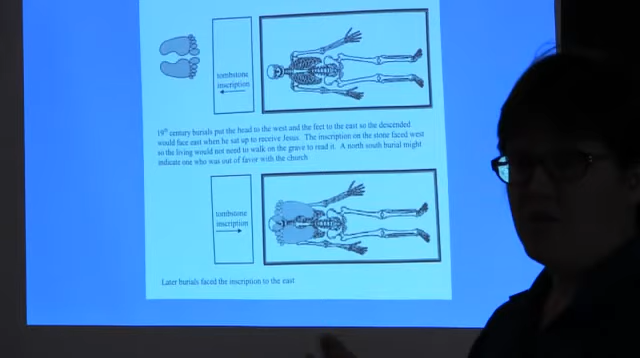 tombstone
inscription
19th century burials put the head to the west and the feet to the east so the descended
would face east when he sat up to receive Jesus. The inscription on the stone faced west
so the living would not need to walk on the grave to read it. A north south burial might
indicate one who was out of favor with the church
tombstone
inscription
Later burials faced the inscription to the east